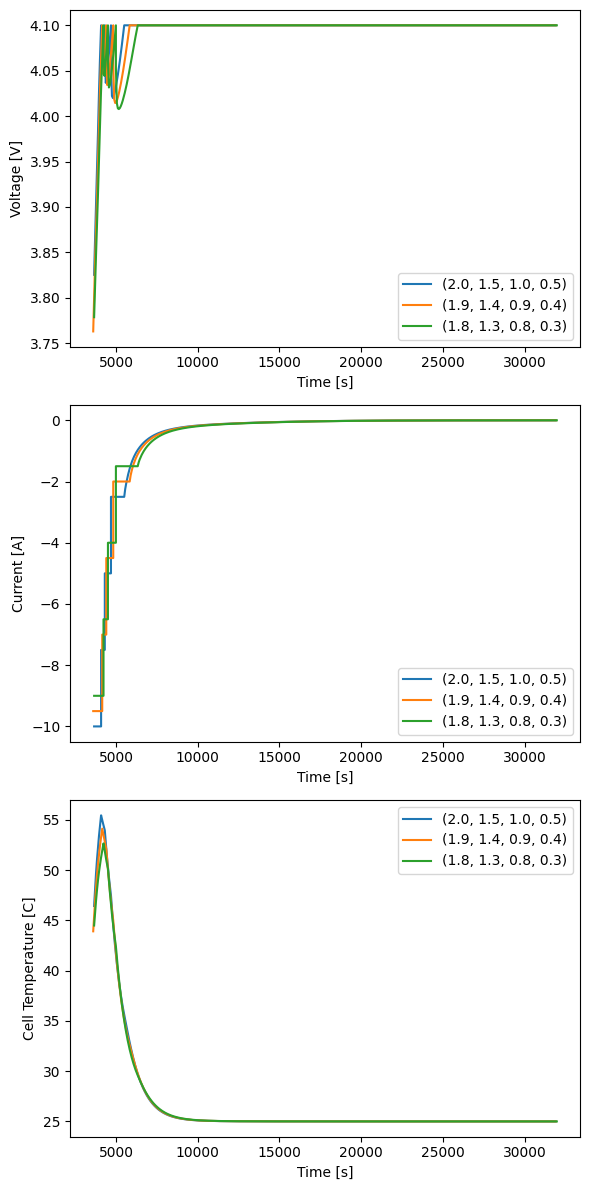 4.10
4.05
4.00
3.95
3.90
3.85
3.80
3.75
Voltage [V]
5000 10000 15000 20000 25000 30000
Time [s]
(2.0, 1.5, 1.0, 0.5)
(1.9, 1.4, 0.9, 0.4)
(1.8, 1.3, 0.8, 0.3)
0
−2
−4
−6
−8
−10
Current [A]
5000 10000 15000 20000 25000 30000
Time [s]
(2.0, 1.5, 1.0, 0.5)
(1.9, 1.4, 0.9, 0.4)
(1.8, 1.3, 0.8, 0.3)
55
50
45
40
35
30
25
Cell Temperature [C]
5000 10000 15000 20000 25000 30000
Time [s]
(2.0, 1.5, 1.0, 0.5)
(1.9, 1.4, 0.9, 0.4)
(1.8, 1.3, 0.8, 0.3)